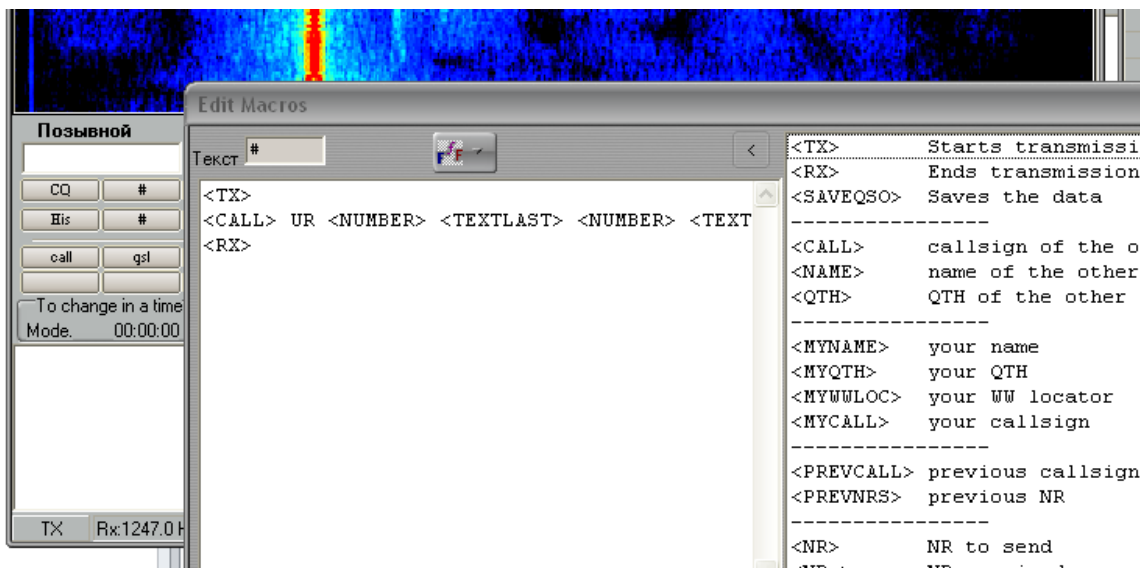 Edit Macros
Позывной
Текст #
<
CQ #
His #
call qsl
To change in a time
Mode. 00:00:00
TX Rx:1247.0
<TX>
<CALL> UR <NUMBER> <TEXTLAST> <NUMBER> <TEXT
<RX>
<TX> Starts transmissi
<RX> Ends transmission
<SAVEQSO> Saves the data
----------------
<CALL> callsign of the o
<NAME> name of the other
<QTH> QTH of the other
----------------
<MYNAME> your name
<MYQTH> your QTH
<MYWWLOC> your WW locator
<MYCALL> your callsign
----------------
<PREVCALL> previous callsign
<PREVNRS> previous NR
----------------
<NR> NR to send